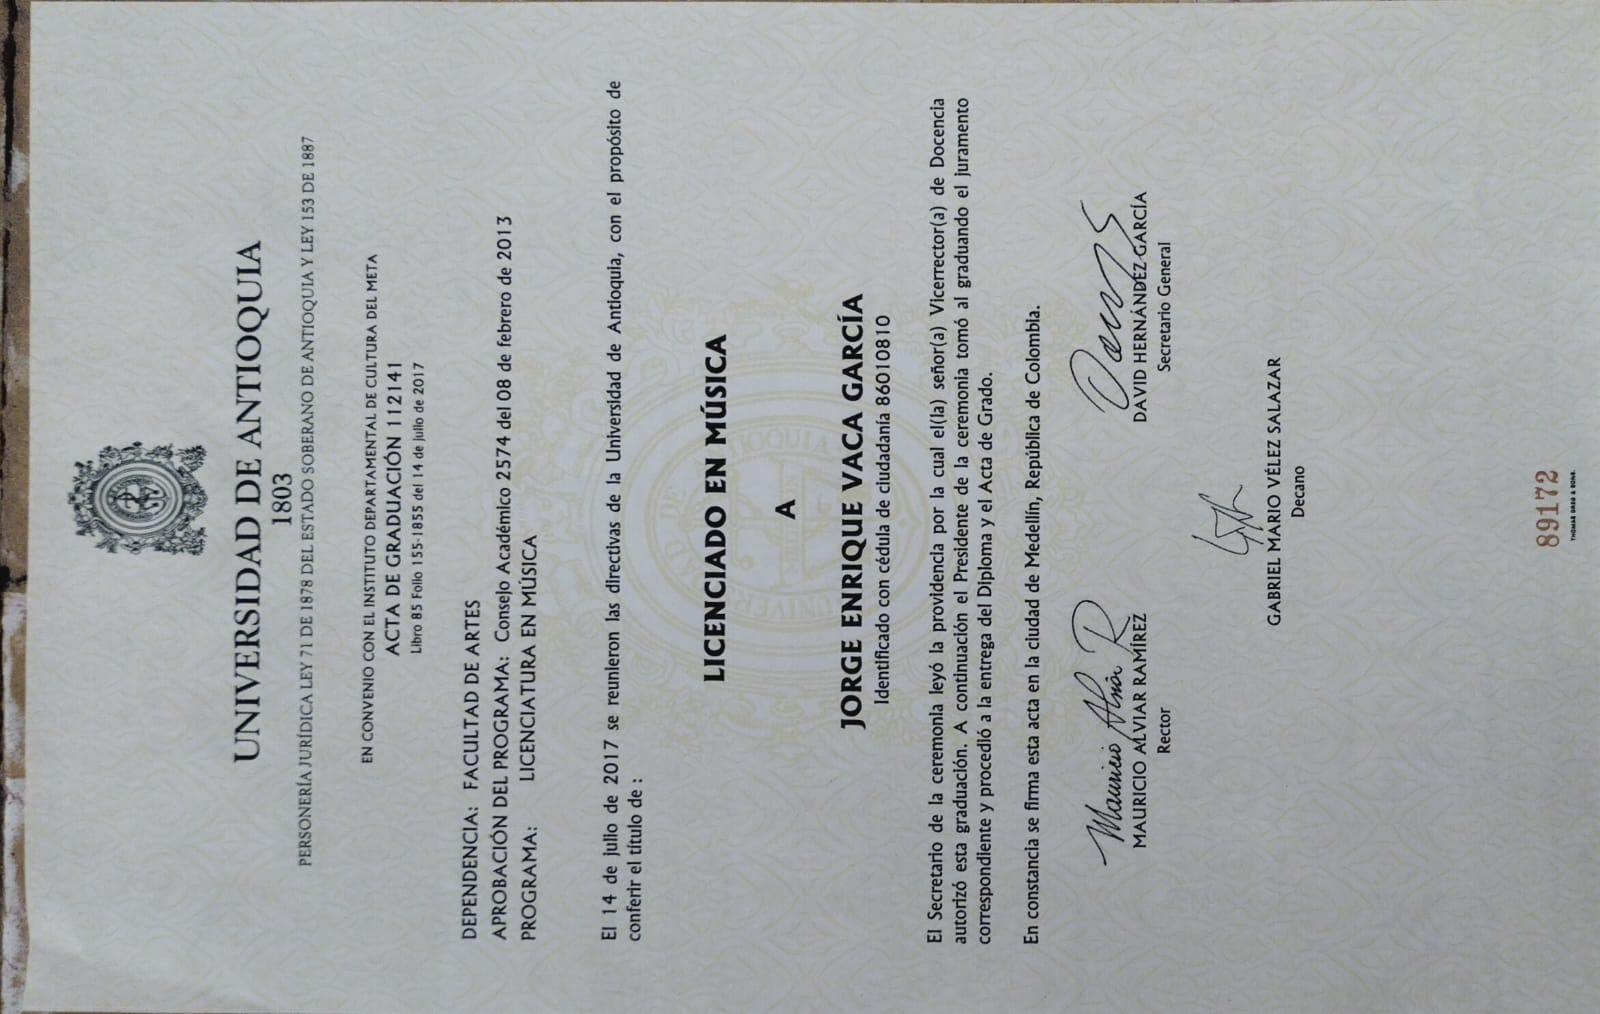 UNIVERSIDAD DE ANTIOQUIA
1803
PERSONERÍA JURÍDICA LEY 71 DE 1878 DEL ESTADO SOBERANO DE ANTIOQUIA Y LEY 153 DE 1887
EN CONVENIO CON EL INSTITUTO DEPARTAMENTAL DE CULTURA DEL META
ACTA DE GRADUACIÓN 112141
Libro 85 Folio 155-1855 del 14 de julio de 2017
DEPENDENCIA: FACULTAD DE ARTES
APROBACIÓN DEL PROGRAMA: Consejo Académico 2574 del 08 de febrero de 2013
PROGRAMA: LICENCIATURA EN MÚSICA
El 14 de julio de 2017 se reunieron las directivas de la Universidad de Antioquia, con el propósito de
conferir el título de :
LICENCIADO EN MÚSICA
A
JORGE ENRIQUE VACA GARCÍA
Identificado con cédula de ciudadanía 86010810
El Secretario de la ceremonia leyó la providencia por la cual el(la) señor(a) Vicerrector(a) de Docencia
autorizó esta graduación. A continuación el Presidente de la ceremonia tomó al graduando el juramento
correspondiente y procedió a la entrega del Diploma y el Acta de Grado.
En constancia se firma esta acta en la ciudad de Medellín, República de Colombia.
MAURICIO ALVIAR RAMÍREZ
Rector
DAVID HERNÁNDEZ GARCÍA
Secretario General
GABRIEL MARIO VÉLEZ SALAZAR
Decano
89172
THOMAS GREG & SONS.